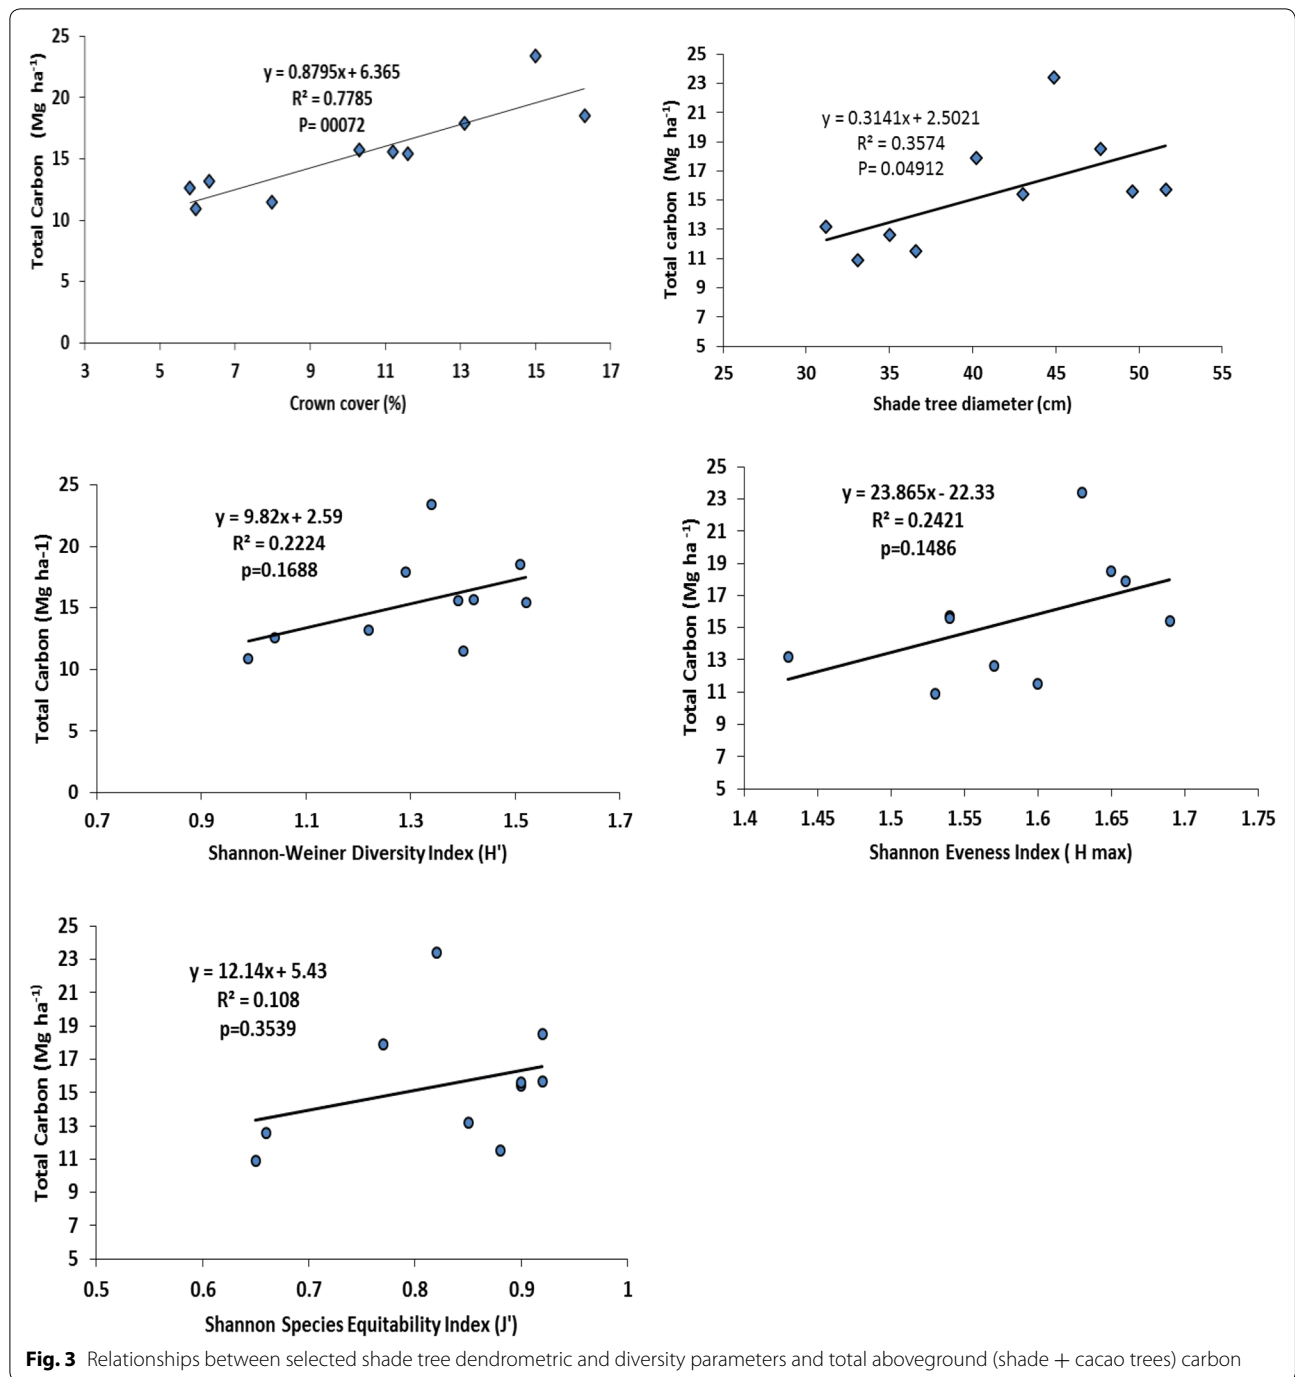 25
20
15
10
5
0
Total Carbon (Mg ha⁻¹)
y = 0.8795x + 6.365
R² = 0.7785
P= 00072
3 5 7 9 11 13 15 17
Crown cover (%)
25
23
21
19
17
15
13
11
9
7
5
Total carbon (Mg ha⁻¹)
y = 0.3141x + 2.5021
R² = 0.3574
P= 0.04912
25 30 35 40 45 50 55
Shade tree diameter (cm)
25
20
15
10
5
0
Total Carbon (Mg ha-1)
y = 9.82x + 2.59
R² = 0.2224
p=0.1688
0.7 0.9 1.1 1.3 1.5 1.7
Shannon-Weiner Diversity Index (H')
25
23
21
19
17
15
13
11
9
7
5
Total Carbon (Mg ha⁻¹)
y = 23.865x - 22.33
R² = 0.2421
p=0.1486
1.4 1.45 1.5 1.55 1.6 1.65 1.7 1.75
Shannon Eveness Index ( H max)
25
23
21
19
17
15
13
11
9
7
5
Total Carbon (Mg ha⁻¹)
y = 12.14x + 5.43
R² = 0.108
p=0.3539
0.5 0.6 0.7 0.8 0.9 1
Shannon Species Equitability Index (J')
Fig. 3 Relationships between selected shade tree dendrometric and diversity parameters and total aboveground (shade + cacao trees) carbon